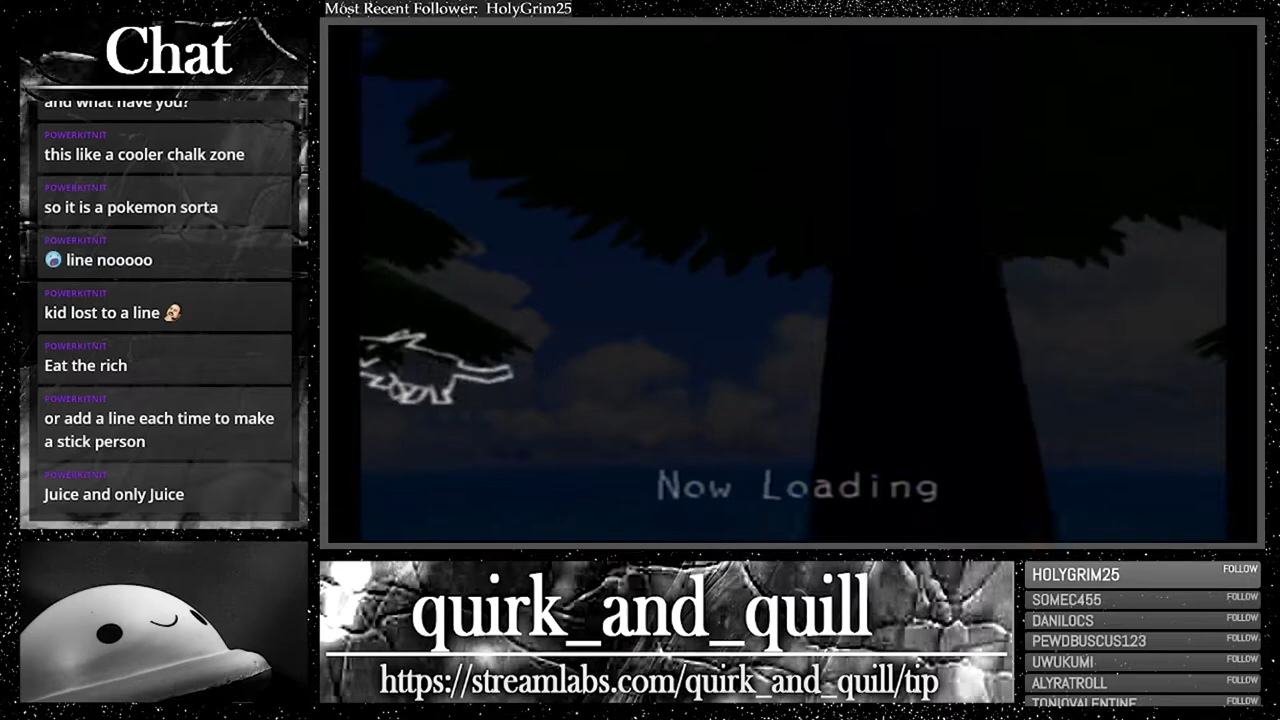 Most Recent Follower: HolyGrim25
Chat
and what have you?
POWERKITNIT
this like a cooler chalk zone
POWERKITNIT
so it is a pokemon sorta
POWERKITNIT
🥶 line nooooo
POWERKITNIT
kid lost to a line
POWERKITNIT
Eat the rich
POWERKITNIT
or add a line each time to make
a stick person
POWERKITNIT
Juice and only Juice
Now Loading
quirk_and_quill
https://streamlabs.com/quirk_and_quill/tip
HOLYGRIM25 FOLLOW
SOMEC455 FOLLOW
DANILOCS FOLLOW
PEWDBUSCUS123 FOLLOW
UWUKUMI FOLLOW
ALYRATROLL FOLLOW
TONIOVALENTINE FOLLOW